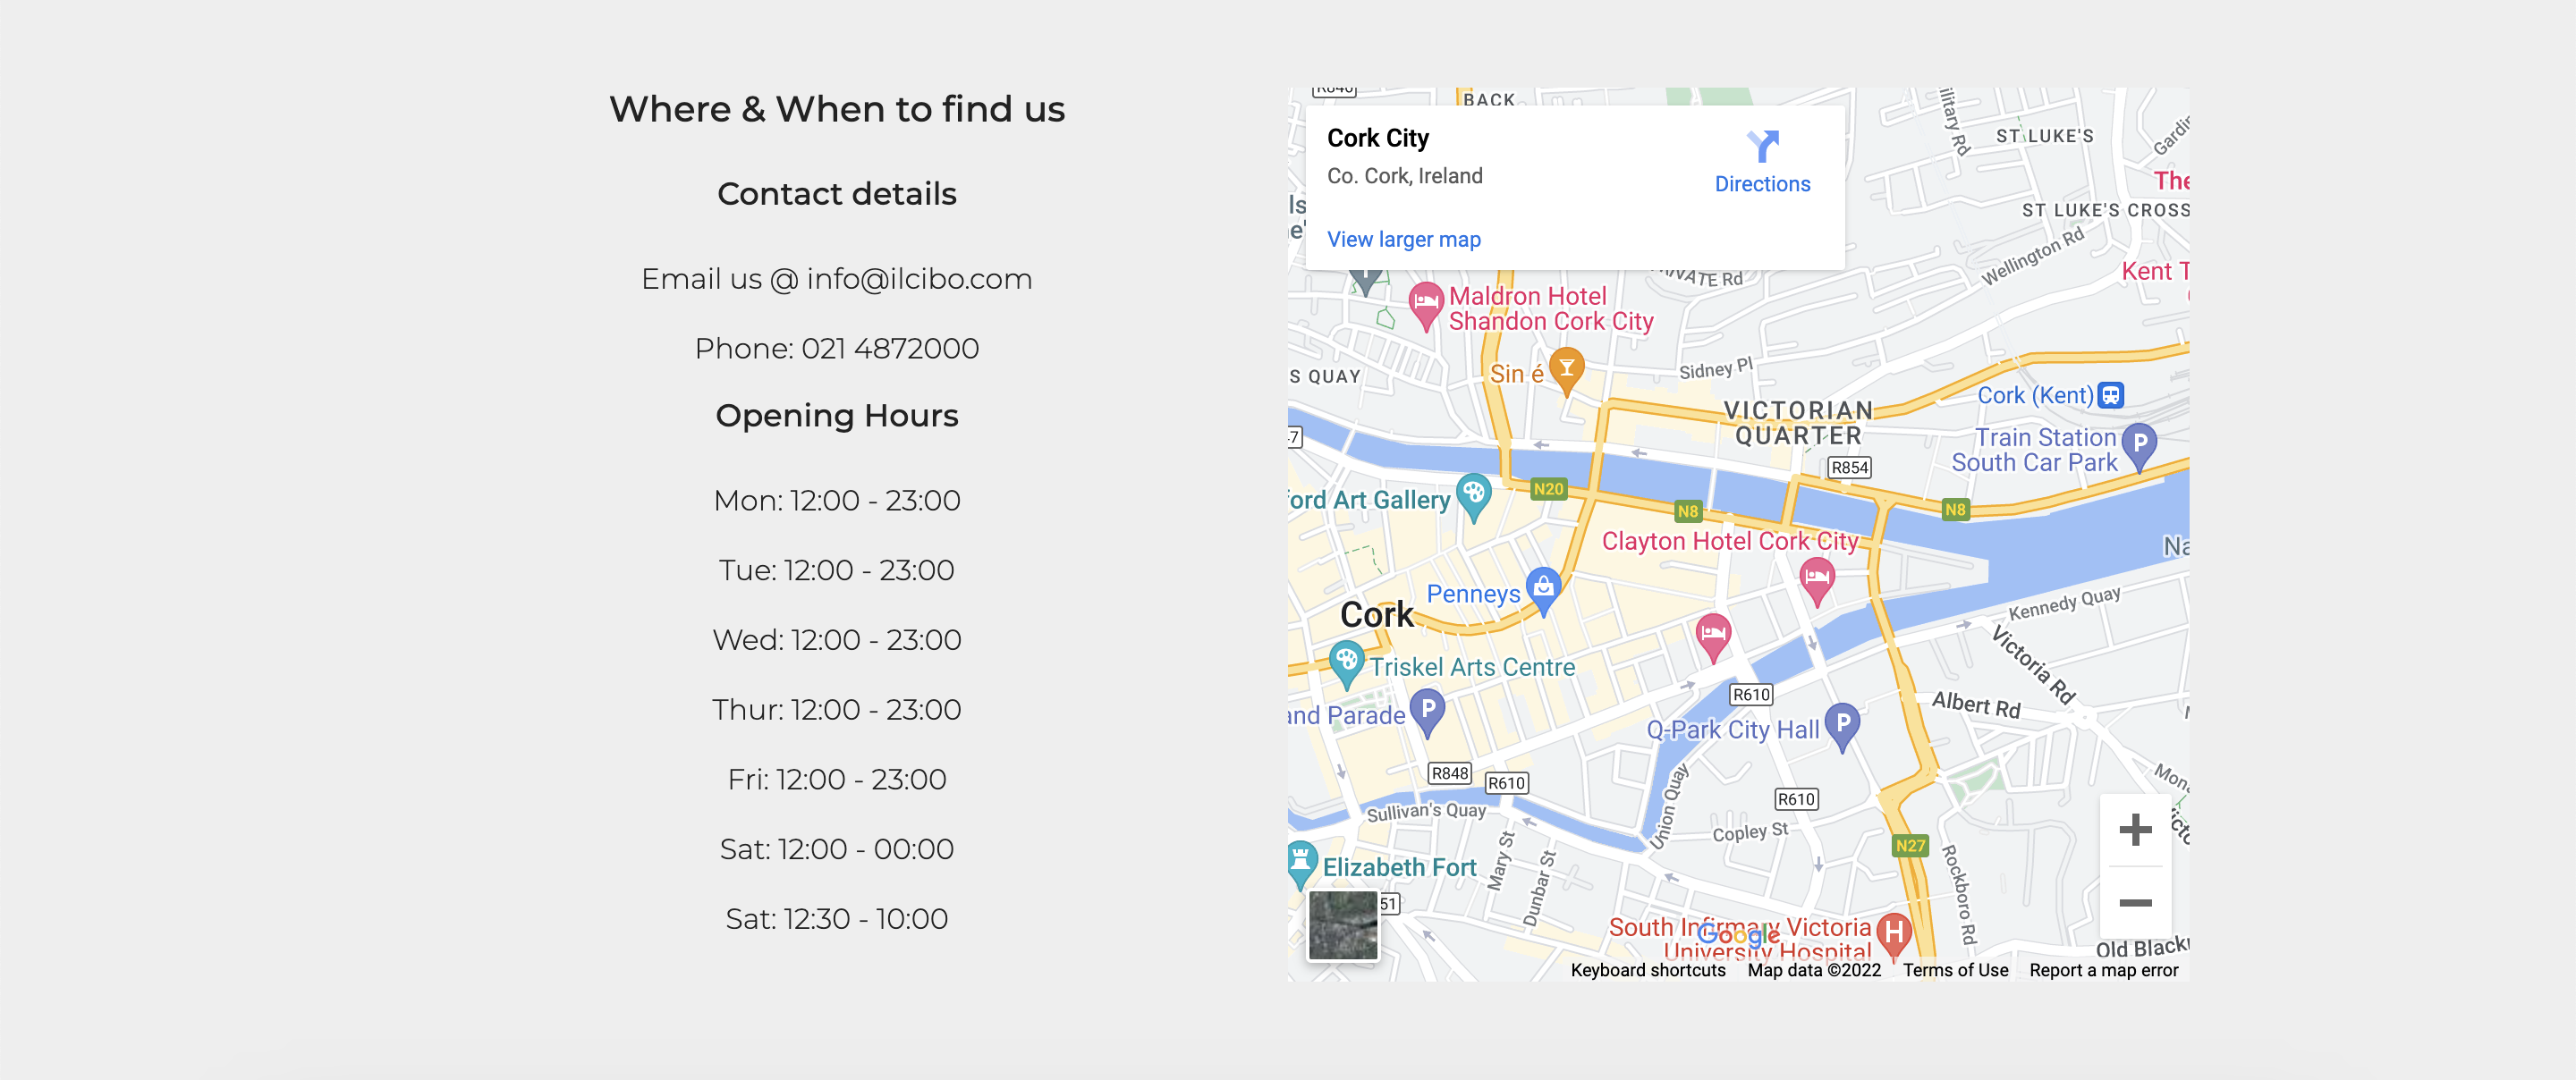 Where & When to find us
Contact details
Email us @ info@ilcibo.com
Phone: 021 4872000
Opening Hours
Mon: 12:00 - 23:00
Tue: 12:00 - 23:00
Wed: 12:00 - 23:00
Thur: 12:00 - 23:00
Fri: 12:00 - 23:00
Sat: 12:00 - 00:00
Sat: 12:30 - 10:00
BACK
Cork City
Co. Cork, Ireland
Directions
View larger map
ST LUKE'S
ST LUKE'S CROSS
Wellington Rd
Kent
Maldron Hotel
Shandon Cork City
Sin é
Sidney Pl
S QUAY
VICTORIAN
QUARTER
Cork (Kent)
Train Station
South Car Park
P
R854
ford Art Gallery
N20
N8
N8
Clayton Hotel Cork City
Penneys
Cork
Kennedy Quay
Victoria Rd
Triskel Arts Centre
R610
Albert Rd
and Parade
P
Q-Park City Hall
P
R848
R610
R610
Sullivan's Quay
Union Quay
Copley St
Mary St
Dunbar St
N27
Rockboro Rd
Elizabeth Fort
51
South Infirmary Victoria
University Hospital
H
Google
Old Black
Keyboard shortcuts
Map data ©2022
Terms of Use
Report a map error